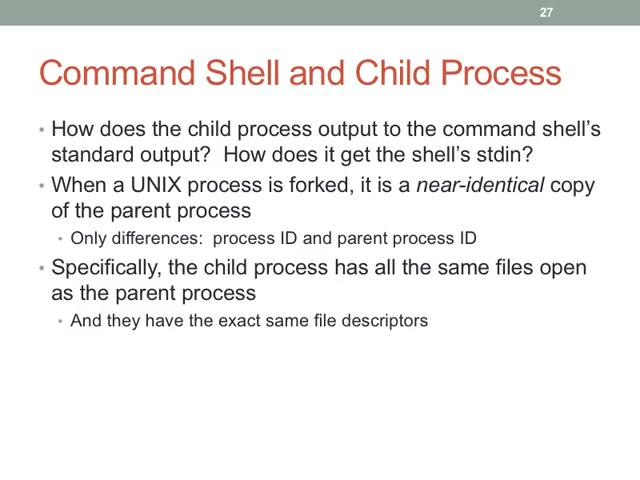 27
Command Shell and Child Process
• How does the child process output to the command shell’s
standard output?  How does it get the shell’s stdin?
• When a UNIX process is forked, it is a near-identical copy
of the parent process
• Only differences:  process ID and parent process ID
• Specifically, the child process has all the same files open
as the parent process
• And they have the exact same file descriptors